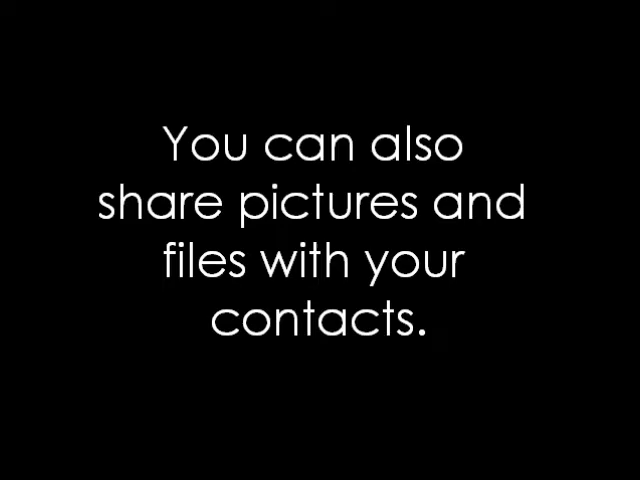 You can also
share pictures and
files with your
contacts.